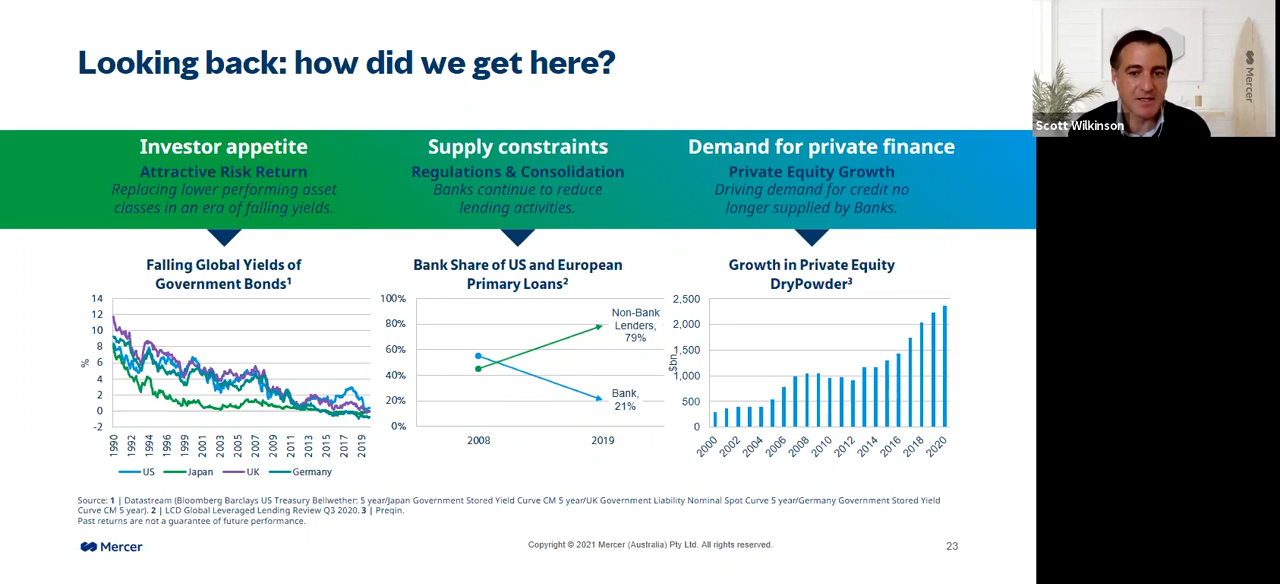 Looking back: how did we get here?
Investor appetite
Attractive Risk Return
Replacing lower performing asset
classes in an era of falling yields.
Supply constraints
Regulations & Consolidation
Banks continue to reduce
lending activities.
Demand for private finance
Private Equity Growth
Driving demand for credit no
longer supplied by Banks.
Falling Global Yields of
Government Bonds¹
14
12
10
8
6
4
2
0
-2
%
1990
1992
1994
1996
1999
2001
2003
2005
2007
2009
2011
2013
2015
2017
2019
US
Japan
UK
Germany
Bank Share of US and European
Primary Loans²
100%
80%
60%
40%
20%
0%
Non-Bank
Lenders,
79%
Bank,
21%
2008
2019
Growth in Private Equity
DryPowder³
2,500
2,000
1,500
1,000
500
0
$bn
2000
2002
2004
2006
2008
2010
2012
2014
2016
2018
2020
Source: 1 | Datastream (Bloomberg Barclays US Treasury Bellwether: 5 year/Japan Government Stored Yield Curve CM 5 year/UK Government Liability Nominal Spot Curve 5 year/Germany Government Stored Yield
Curve CM 5 year). 2 | LCD Global Leveraged Lending Review Q3 2020. 3 | Preqin.
Past returns are not a guarantee of future performance.
Mercer
Copyright © 2021 Mercer (Australia) Pty Ltd. All rights reserved.
23
Mercer
Scott Wilkinson